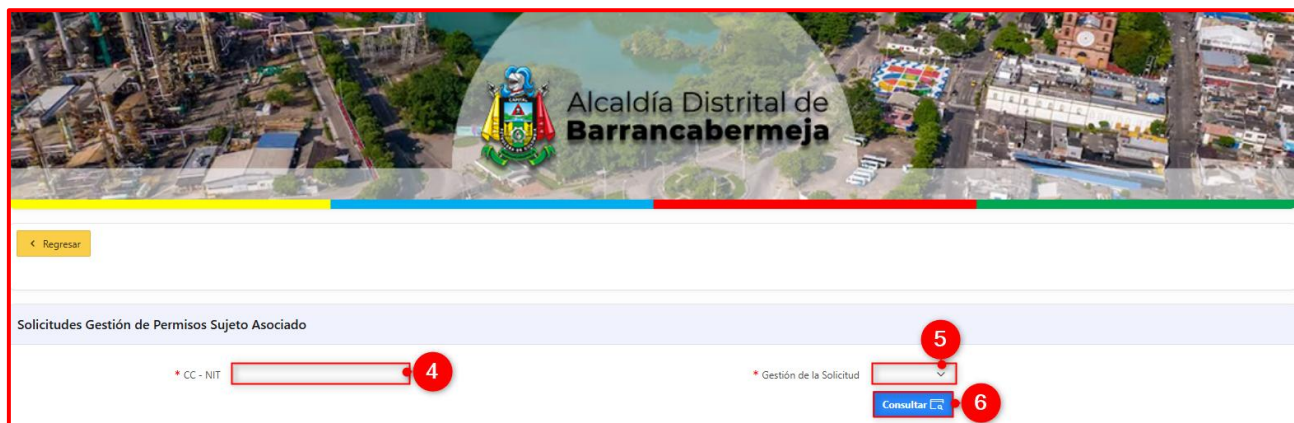 Alcaldía Distrital de
Barrancabermeja
Regresar
Solicitudes Gestión de Permisos Sujeto Asociado
5
* CC - NIT 4 * Gestión de la Solicitud
Consultar 6